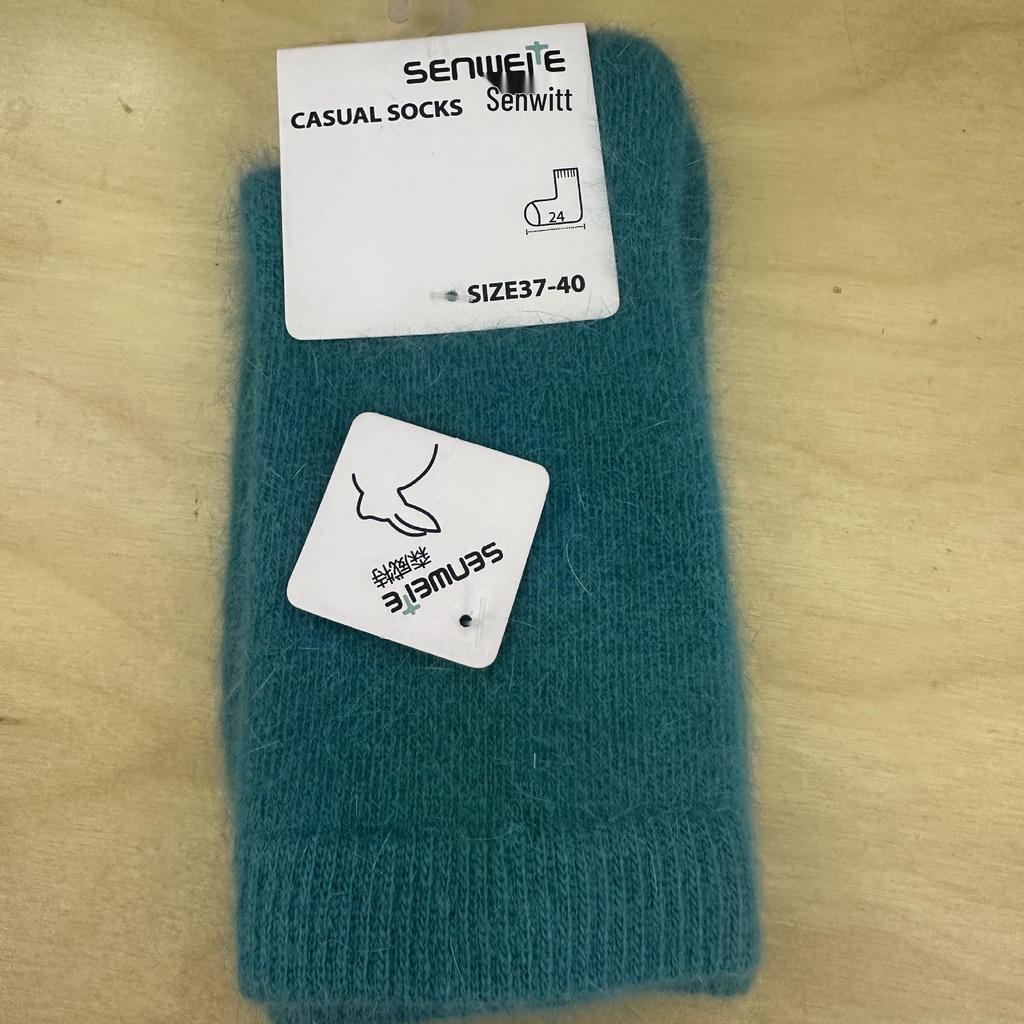 SENWEITE
Senwitt
CASUAL SOCKS
24
SIZE37-40
SENWEITE
森威特